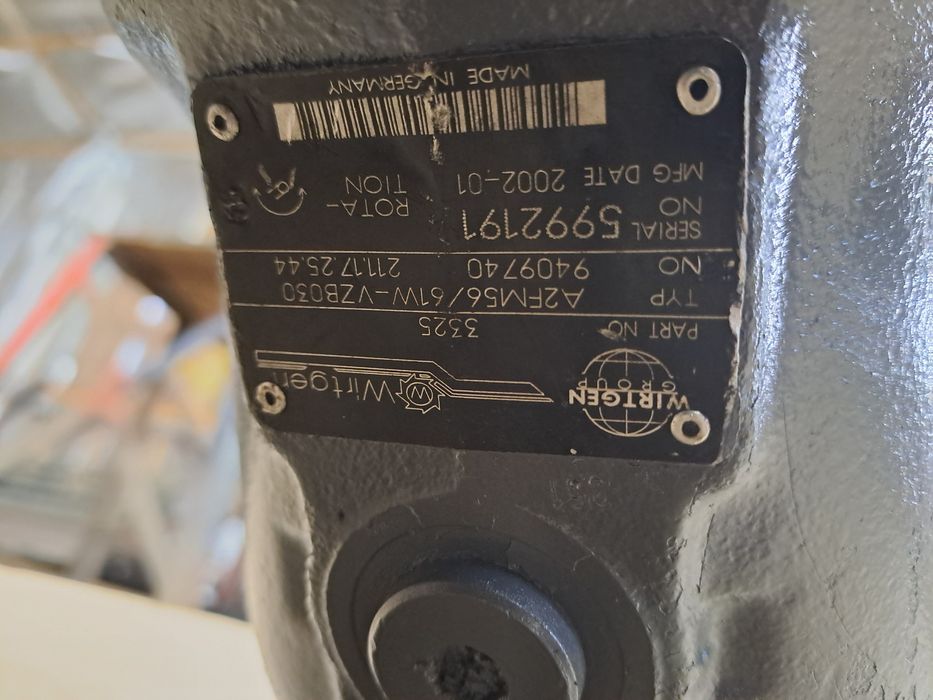 WIRTGEN
GROUP
Wirtgen
PART NO 3325
TYP A2FM56/61W-VZB030
NO 9409740 211.17.25.44
SERIAL NO 5992191
MFG DATE 2002-01
ROTA-
TION
MADE IN GERMANY